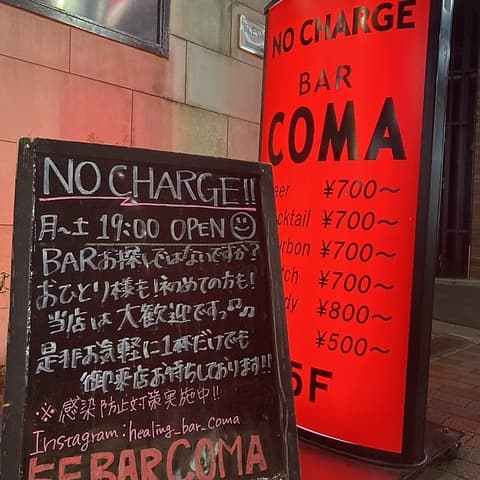 NO CHARGE!!
月〜土 19:00 OPEN
BARお探しではないですか?
おひとり様も!初めての方も!
当店は大歓迎ですっ♪♪
是非お気軽に1杯だけでも
御来店お待ちしております!!
※感染防止対策実施中!!
Instagram:healing_bar_Coma
5F BAR COMA
NO CHARGE
BAR
COMA
eer ¥700〜
cktail ¥700〜
urbon ¥700〜
tch ¥700〜
dy ¥800〜
¥500〜
5F